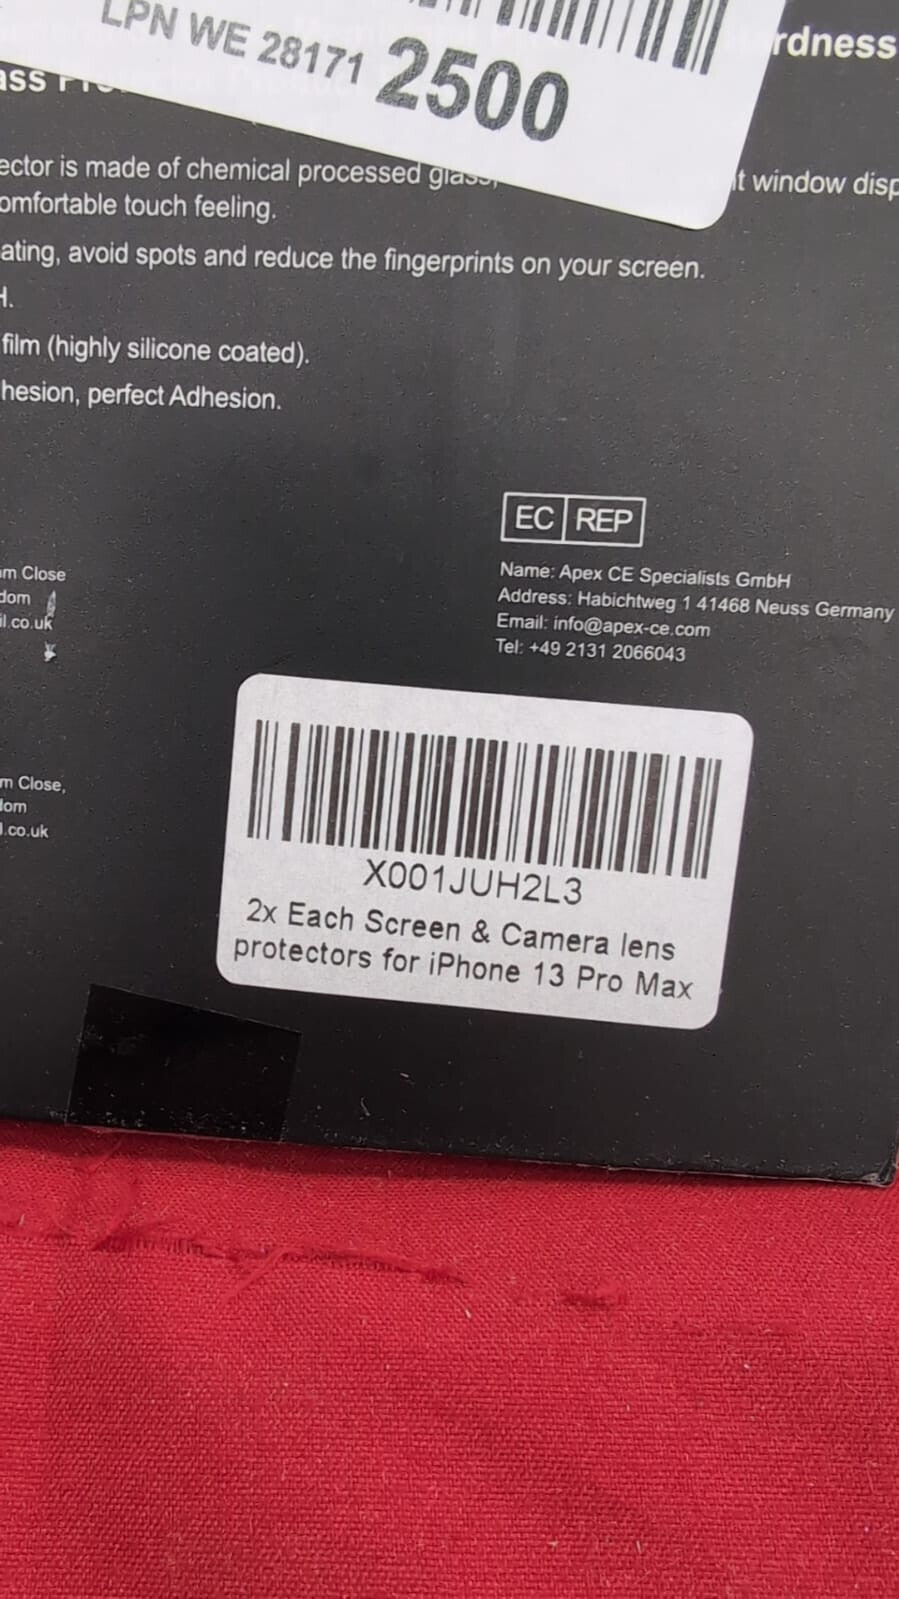 LPN WE 28171 2500
rdness
ass
ector is made of chemical processed glass, t window disp
omfortable touch feeling.
ating, avoid spots and reduce the fingerprints on your screen.
H.
film (highly silicone coated).
hesion, perfect Adhesion.
EC REP
Name: Apex CE Specialists GmbH
Address: Habichtweg 1 41468 Neuss Germany
Email: info@apex-ce.com
Tel: +49 2131 2066043
m Close
dom
il.co.uk
m Close,
dom
l.co.uk
X001JUH2L3
2x Each Screen & Camera lens
protectors for iPhone 13 Pro Max